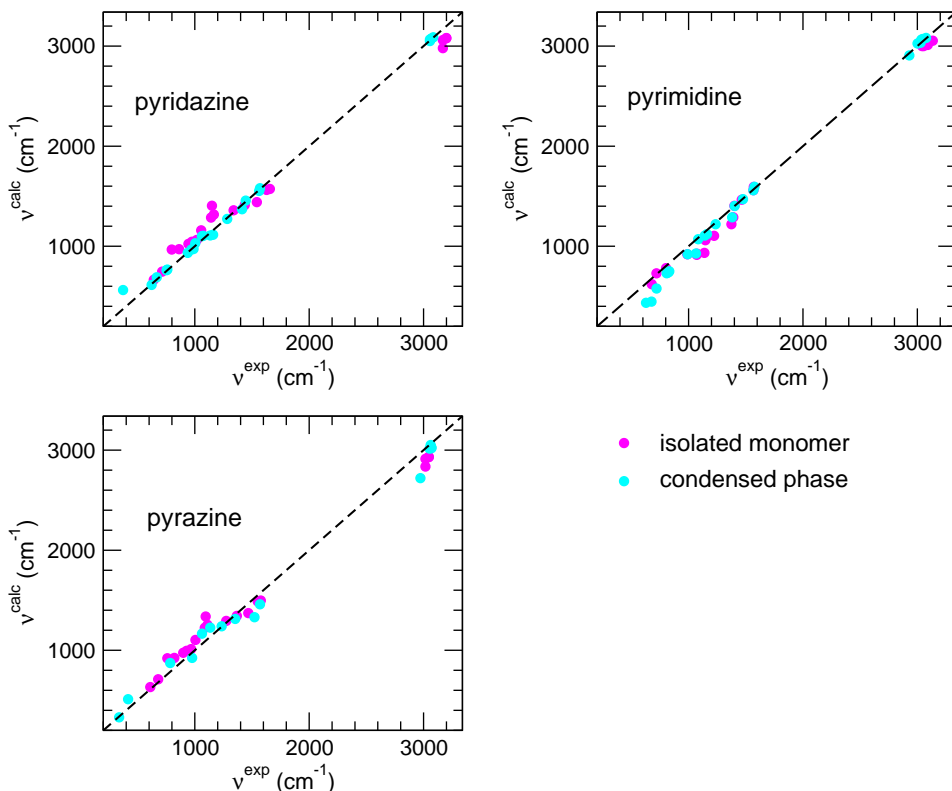 3000
2000
1000
ν^calc (cm^-1)
pyridazine
1000 2000 3000
ν^exp (cm^-1)
3000
2000
1000
ν^calc (cm^-1)
pyrimidine
1000 2000 3000
ν^exp (cm^-1)
3000
2000
1000
ν^calc (cm^-1)
pyrazine
1000 2000 3000
ν^exp (cm^-1)
isolated monomer
condensed phase